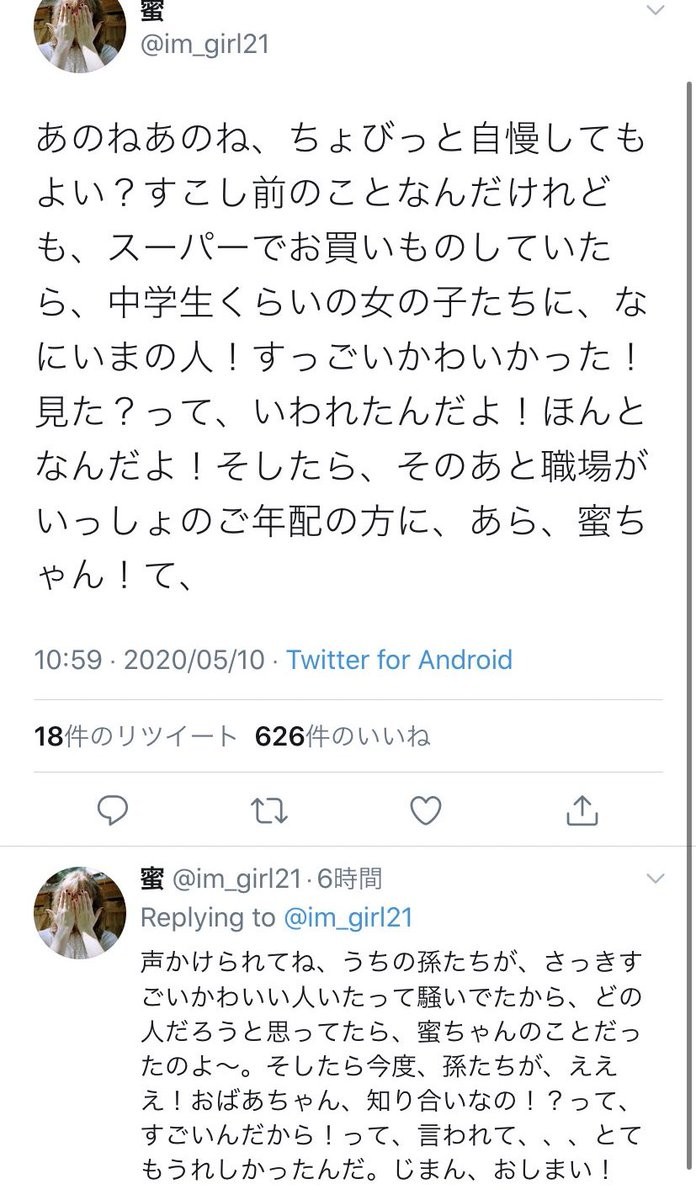 蜜
@im_girl21
あのねあのね、ちょびっと自慢しても
よい？すこし前のことなんだけれど
も、スーパーでお買いものしていた
ら、中学生くらいの女の子たちに、な
にいまの人！すっごいかわいかった！
見た？って、いわれたんだよ！ほんと
なんだよ！そしたら、そのあと職場が
いっしょのご年配の方に、あら、蜜ち
ゃん！て、
10:59 · 2020/05/10 · Twitter for Android
18件のリツイート 626件のいいね
蜜 @im_girl21 · 6時間
Replying to @im_girl21
声かけられてね、うちの孫たちが、さっきす
ごいかわいい人いたって騒いでたから、どの
人だろうと思ってたら、蜜ちゃんのことだっ
たのよ〜。そしたら今度、孫たちが、ええ
え！おばあちゃん、知り合いなの！？って、
すごいんだから！って、言われて、、、とて
もうれしかったんだ。じまん、おしまい！